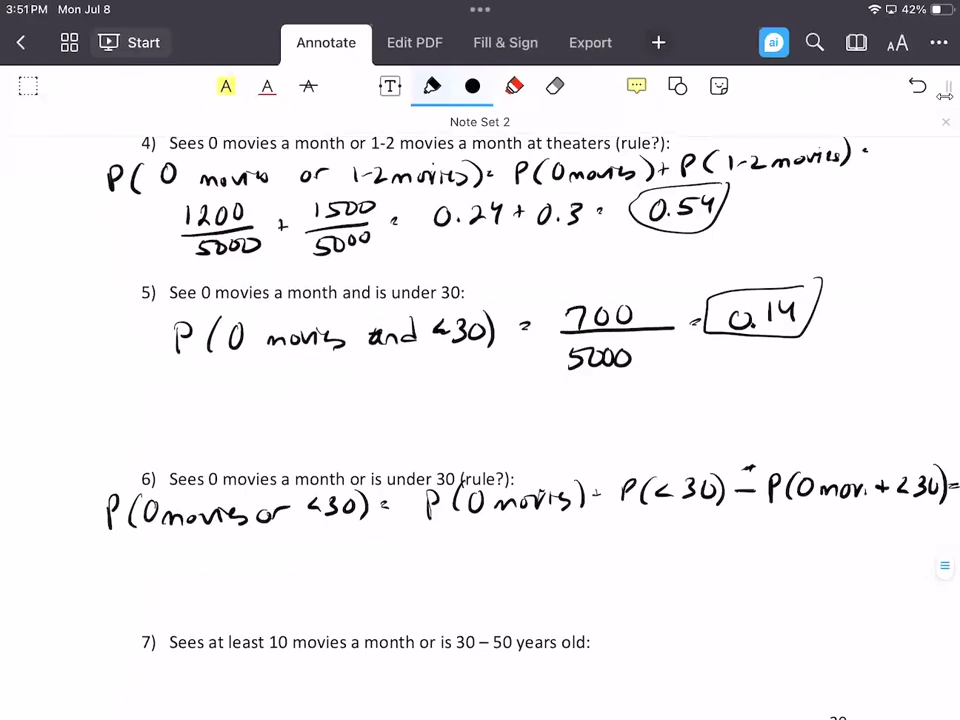 3:51 PM Mon Jul 8 42%
Start Annotate Edit PDF Fill & Sign Export
Note Set 2
4) Sees 0 movies a month or 1-2 movies a month at theaters (rule?):
P( 0 movies or 1-2 movies) = P(0 movies) + P(1-2 movies) =
1200/5000 + 1500/5000 = 0.24 + 0.3 = 0.54
5) See 0 movies a month and is under 30:
P(0 movies and <30) = 700/5000 = 0.14
6) Sees 0 movies a month or is under 30 (rule?):
P(0 movies or <30) = P(0 movies) + P(<30) - P(0 movi. + <30) =
7) Sees at least 10 movies a month or is 30 – 50 years old: